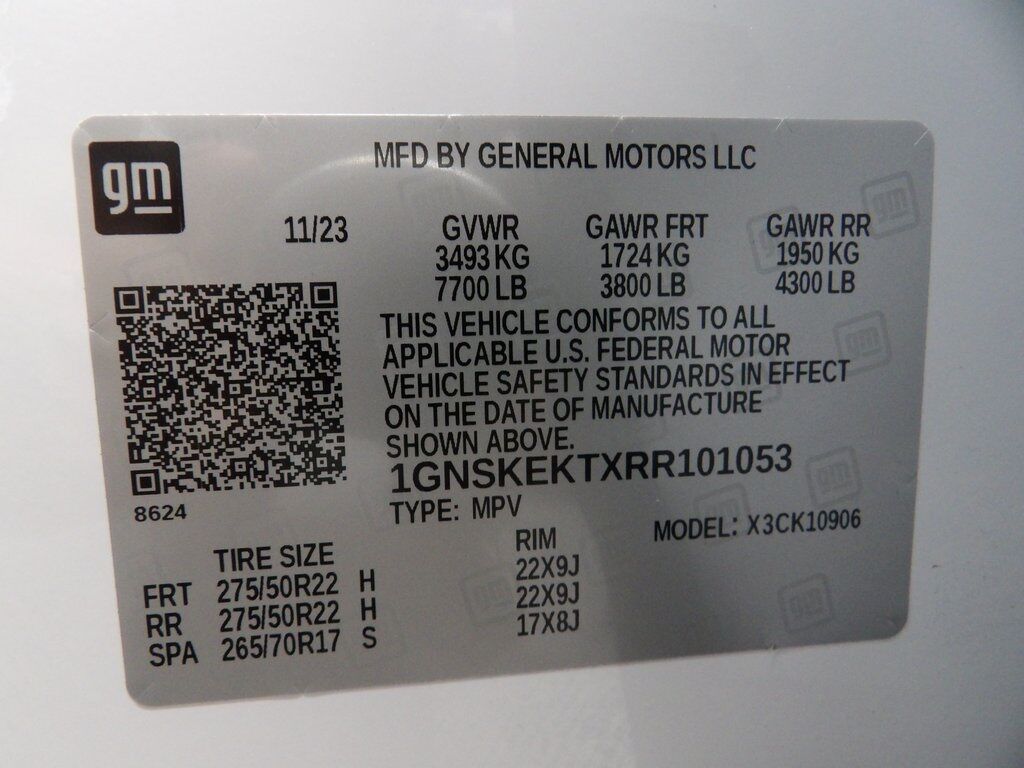 gm
MFD BY GENERAL MOTORS LLC
11/23 GVWR GAWR FRT GAWR RR
3493 KG 1724 KG 1950 KG
7700 LB 3800 LB 4300 LB
THIS VEHICLE CONFORMS TO ALL
APPLICABLE U.S. FEDERAL MOTOR
VEHICLE SAFETY STANDARDS IN EFFECT
ON THE DATE OF MANUFACTURE
SHOWN ABOVE.
1GNSKEKTXRR101053
8624
TYPE: MPV MODEL: X3CK10906
TIRE SIZE RIM
FRT 275/50R22 H 22X9J
RR 275/50R22 H 22X9J
SPA 265/70R17 S 17X8J